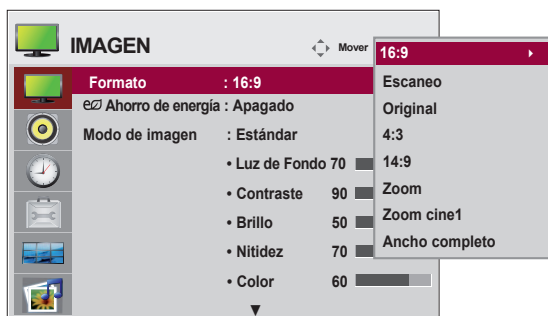 IMAGEN
Mover
Formato : 16:9
Ahorro de energía : Apagado
Modo de imagen : Estándar
• Luz de Fondo 70
• Contraste 90
• Brillo 50
• Nitidez 70
• Color 60
16:9
Escaneo
Original
4:3
14:9
Zoom
Zoom cine1
Ancho completo